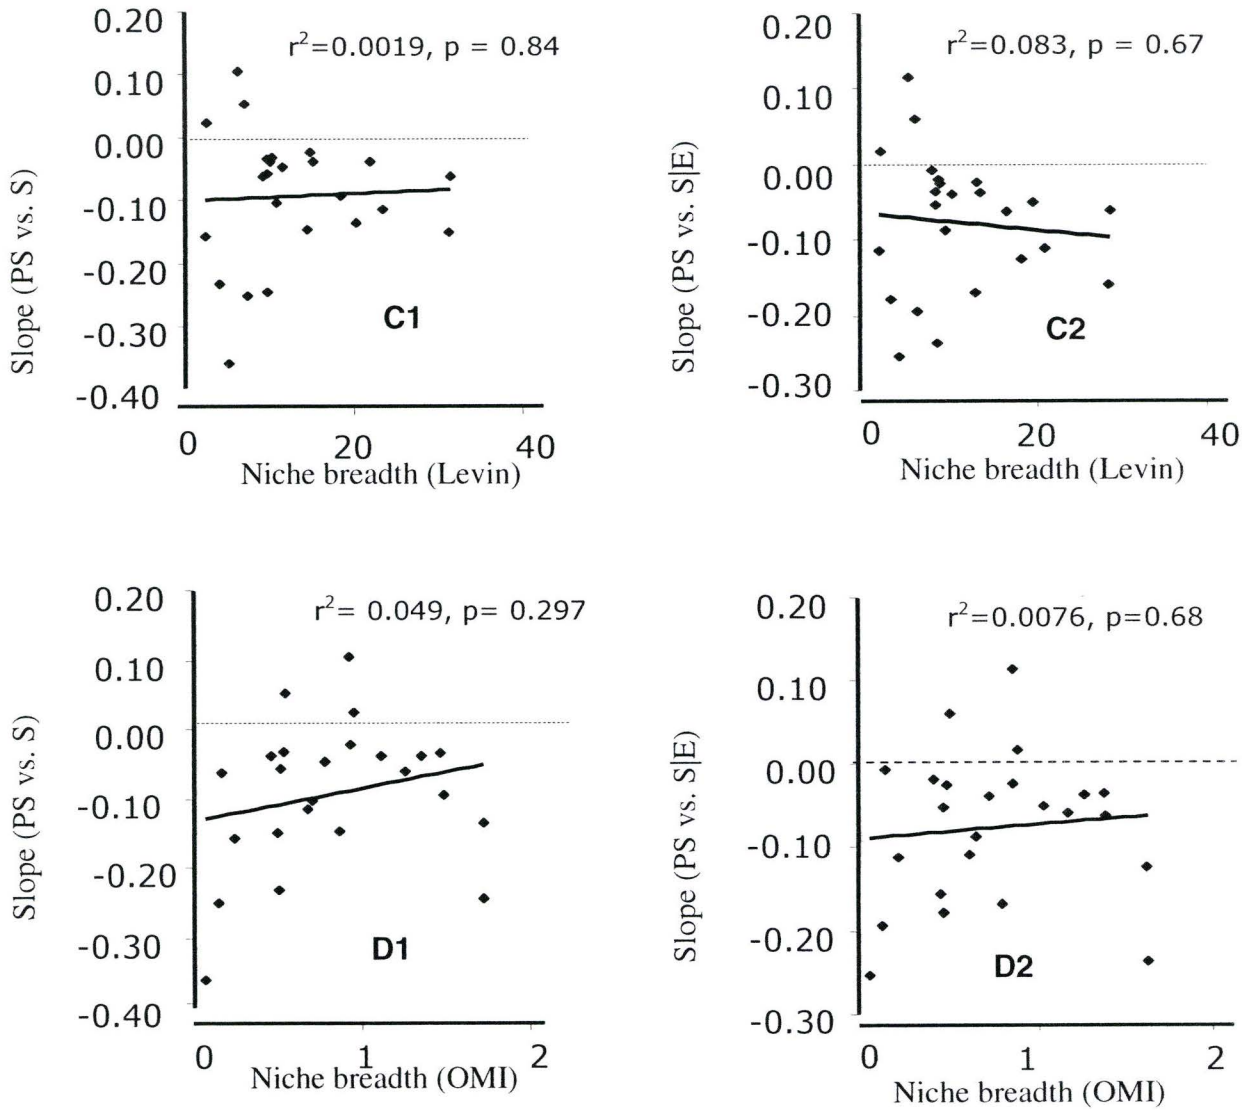 r²=0.0019, p = 0.84
0.20
0.10
0.00
-0.10
-0.20
-0.30
-0.40
Slope (PS vs. S)
C1
0 20 40
Niche breadth (Levin)
r²=0.083, p = 0.67
0.20
0.10
0.00
-0.10
-0.20
-0.30
Slope (PS vs. S|E)
C2
0 20 40
Niche breadth (Levin)
r²= 0.049, p= 0.297
0.20
0.10
0.00
-0.10
-0.20
-0.30
-0.40
Slope (PS vs. S)
D1
0 1 2
Niche breadth (OMI)
r²=0.0076, p=0.68
0.20
0.10
0.00
-0.10
-0.20
-0.30
Slope (PS vs. S|E)
D2
0 1 2
Niche breadth (OMI)